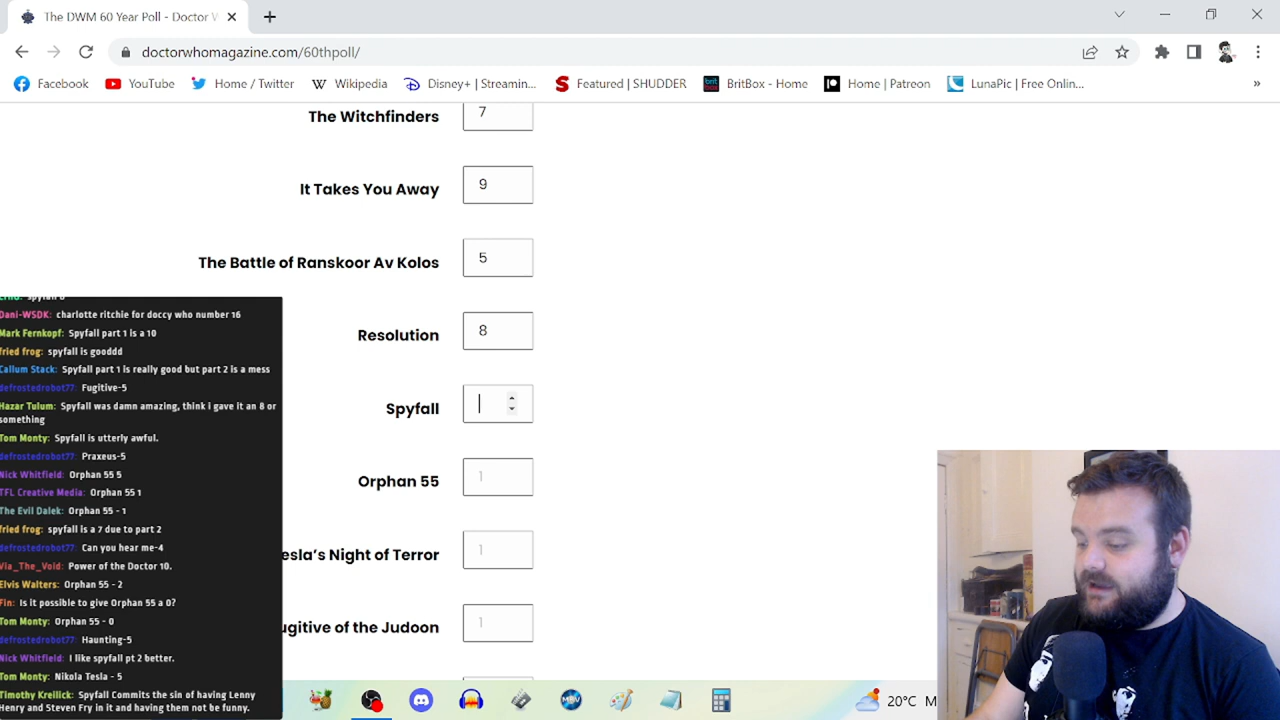 The DWM 60 Year Poll - Doctor W
doctorwhomagazine.com/60thpoll/
Facebook YouTube Home / Twitter Wikipedia Disney+ | Streamin... Featured | SHUDDER BritBox - Home Home | Patreon LunaPic | Free Onlin... »
The Witchfinders 7
It Takes You Away 9
The Battle of Ranskoor Av Kolos 5
Resolution 8
Spyfall
Orphan 55 1
esla's Night of Terror 1
ugitive of the Judoon 1
spyfall 8
Dani-WSDK: charlotte ritchie for doccy who number 16
Mark Fernkopf: Spyfall part 1 is a 10
fried frog: spyfall is gooddd
Callum Stack: Spyfall part 1 is really good but part 2 is a mess
defrostedrobot77: Fugitive-5
Hazar Tulum: Spyfall was damn amazing, think i gave it an 8 or
something
Tom Monty: Spyfall is utterly awful.
defrostedrobot77: Praxeus-5
Nick Whitfield: Orphan 55 5
TFL Creative Media: Orphan 55 1
The Evil Dalek: Orphan 55 - 1
fried frog: spyfall is a 7 due to part 2
defrostedrobot77: Can you hear me-4
Via_The_Void: Power of the Doctor 10.
Elvis Walters: Orphan 55 - 2
Fin: Is it possible to give Orphan 55 a 0?
Tom Monty: Orphan 55 - 0
defrostedrobot77: Haunting-5
Nick Whitfield: I like spyfall pt 2 better.
Tom Monty: Nikola Tesla - 5
Timothy Kreilick: Spyfall Commits the sin of having Lenny
Henry and Steven Fry in it and having them not be funny.
20°C M